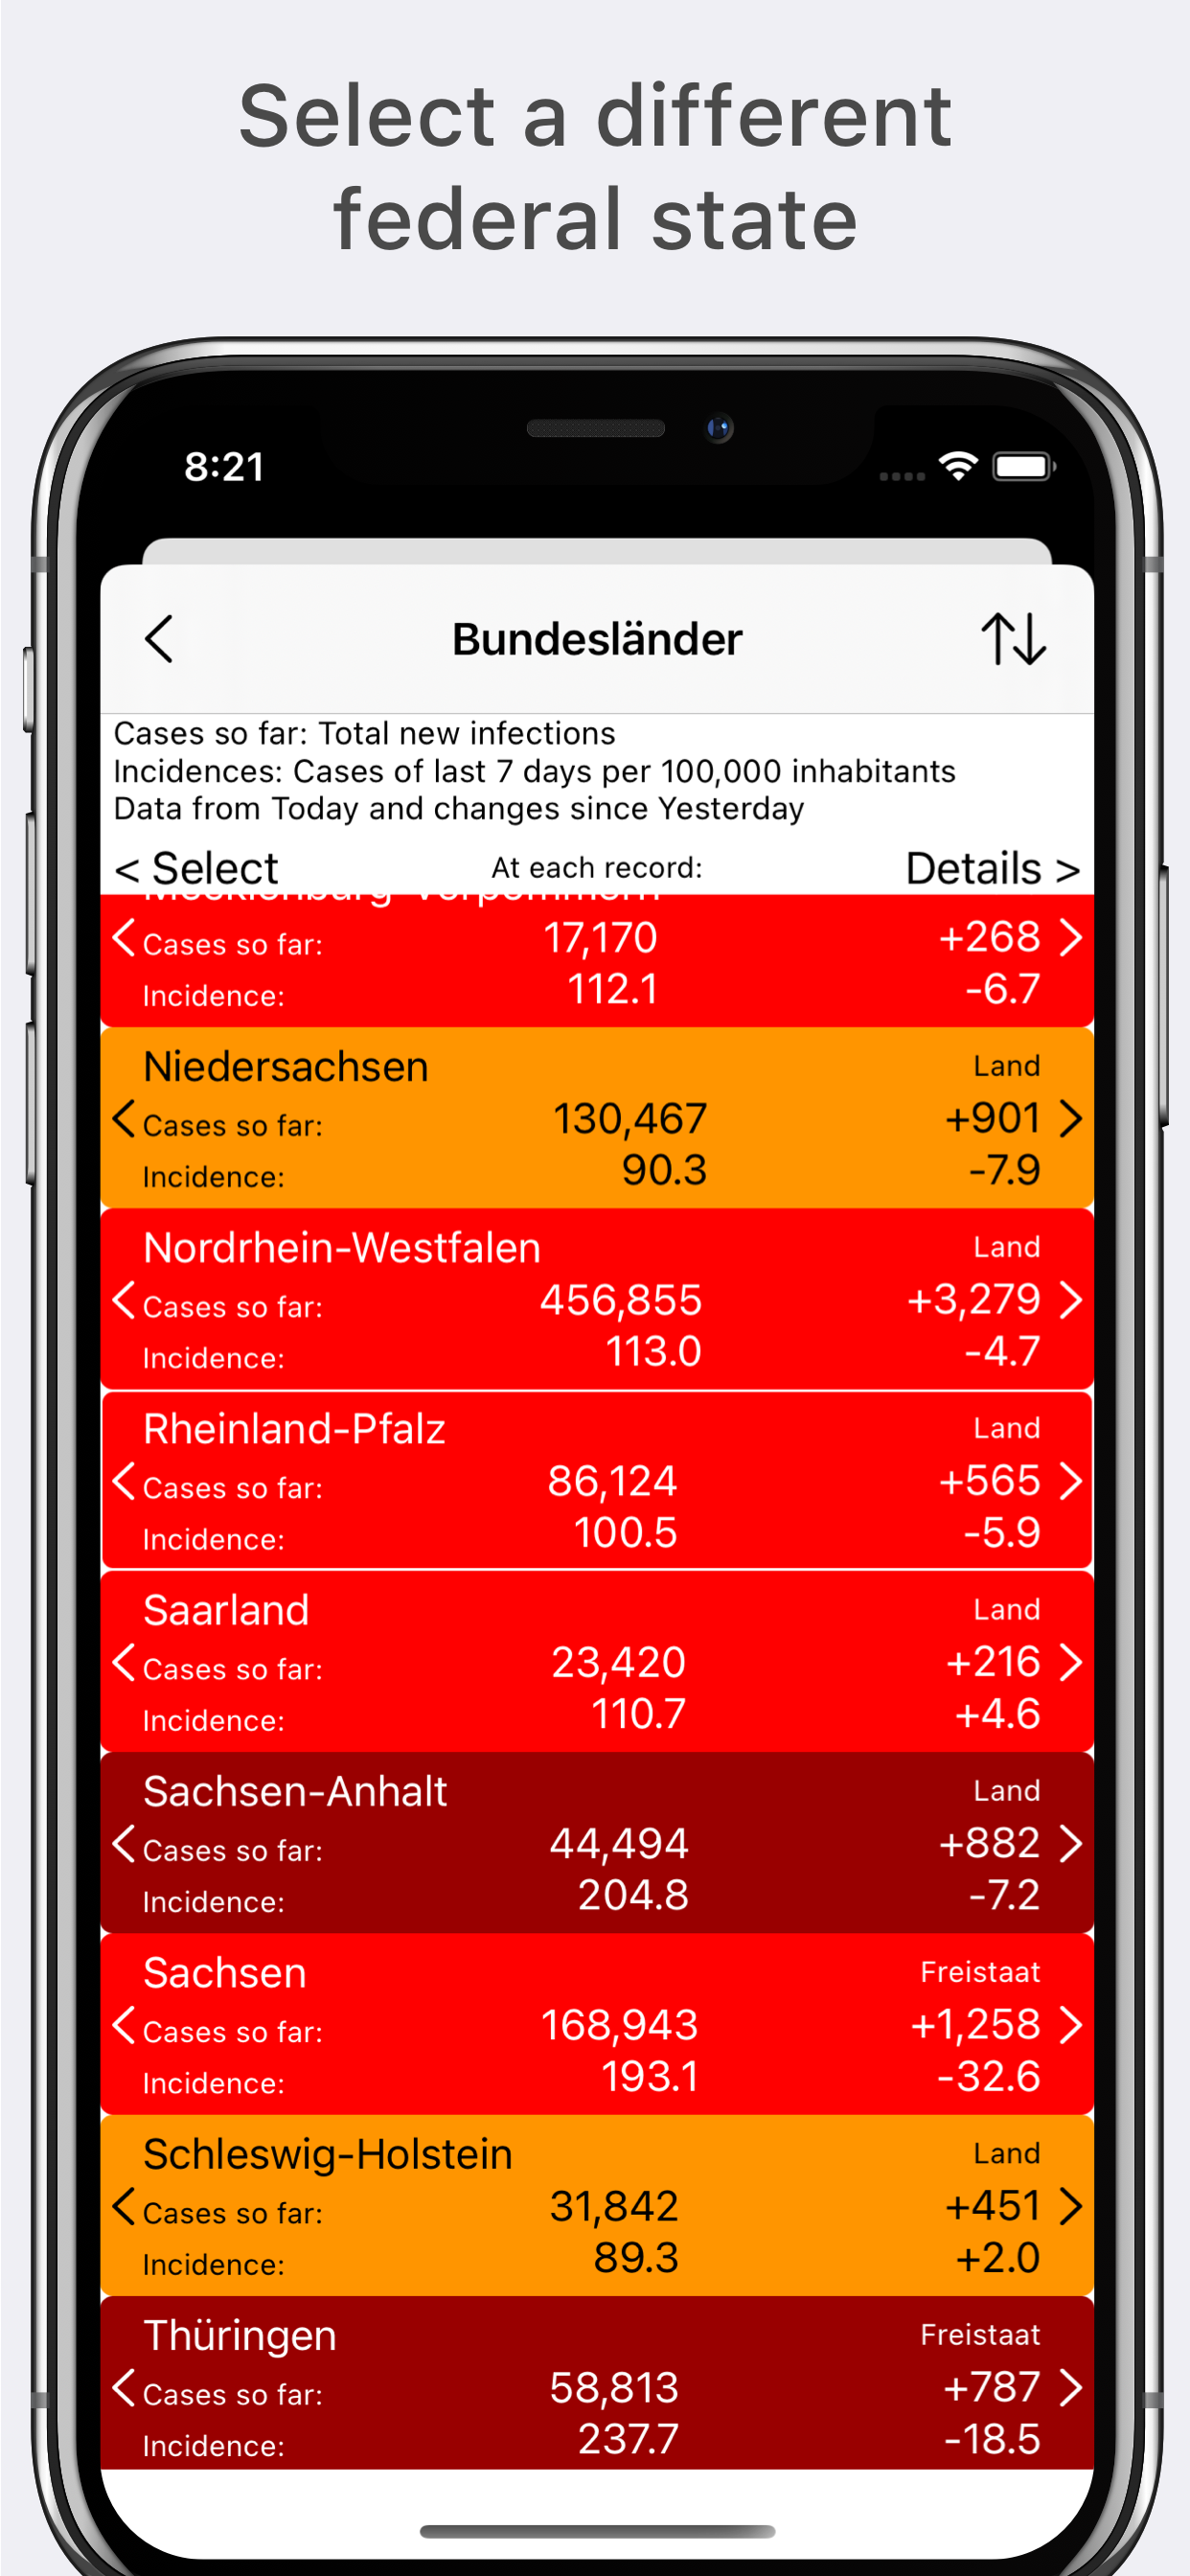 Select a different
federal state
8:21
Bundesländer
Cases so far: Total new infections
Incidences: Cases of last 7 days per 100,000 inhabitants
Data from Today and changes since Yesterday
< Select At each record: Details >
Mecklenburg-Vorpommern
Cases so far: 17,170 +268
Incidence: 112.1 -6.7
Niedersachsen Land
Cases so far: 130,467 +901
Incidence: 90.3 -7.9
Nordrhein-Westfalen Land
Cases so far: 456,855 +3,279
Incidence: 113.0 -4.7
Rheinland-Pfalz Land
Cases so far: 86,124 +565
Incidence: 100.5 -5.9
Saarland Land
Cases so far: 23,420 +216
Incidence: 110.7 +4.6
Sachsen-Anhalt Land
Cases so far: 44,494 +882
Incidence: 204.8 -7.2
Sachsen Freistaat
Cases so far: 168,943 +1,258
Incidence: 193.1 -32.6
Schleswig-Holstein Land
Cases so far: 31,842 +451
Incidence: 89.3 +2.0
Thüringen Freistaat
Cases so far: 58,813 +787
Incidence: 237.7 -18.5